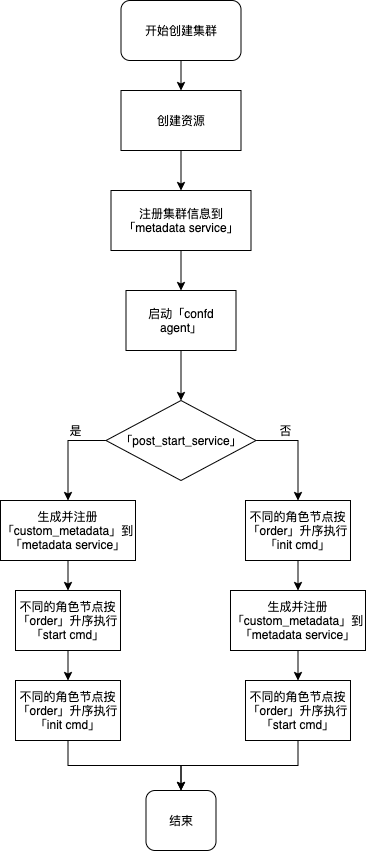 开始创建集群
创建资源
注册集群信息到
「metadata service」
启动「confd
agent」
「post_start_service」
是
否
生成并注册
「custom_metadata」到
「metadata service」
不同的角色节点按
「order」升序执行
「init cmd」
不同的角色节点按
「order」升序执行
「start cmd」
生成并注册
「custom_metadata」到
「metadata service」
不同的角色节点按
「order」升序执行
「init cmd」
不同的角色节点按
「order」升序执行
「start cmd」
结束